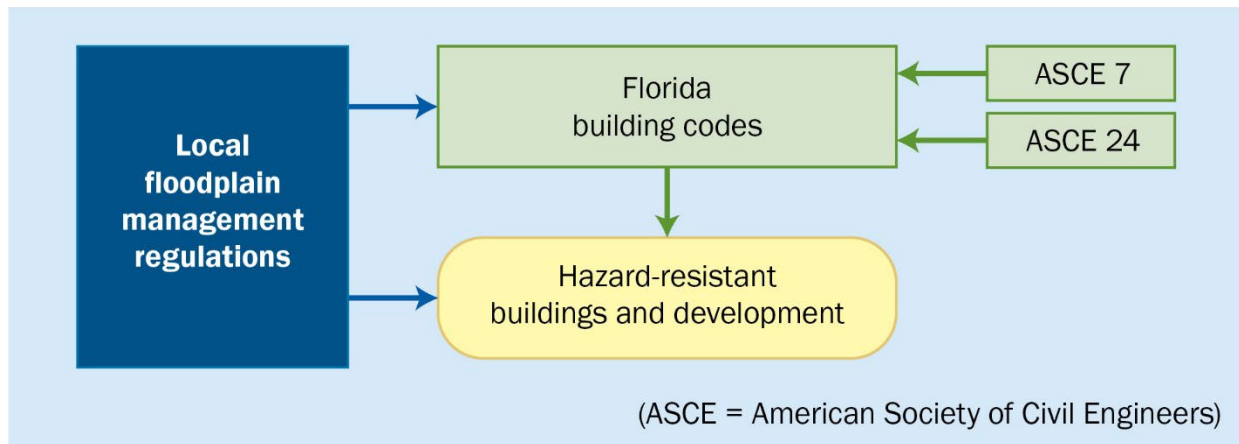 Local
floodplain
management
regulations
Florida
building codes
ASCE 7
ASCE 24
Hazard-resistant
buildings and development
(ASCE = American Society of Civil Engineers)